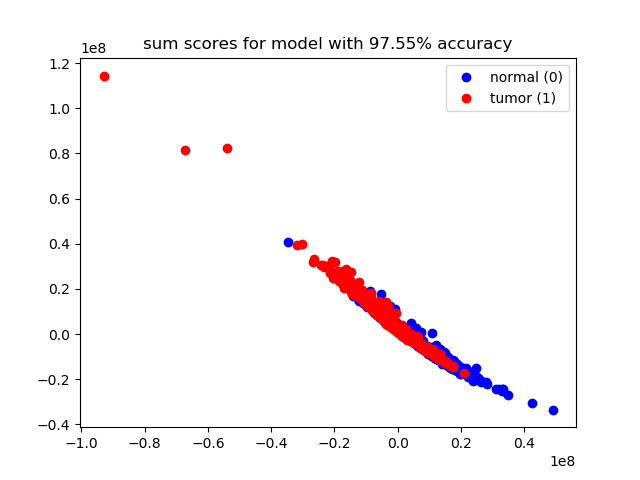 sum scores for model with 97.55% accuracy
1e8
1.2
1.0
0.8
0.6
0.4
0.2
0.0
−0.2
−0.4
normal (0)
tumor (1)
−1.0 −0.8 −0.6 −0.4 −0.2 0.0 0.2 0.4
1e8